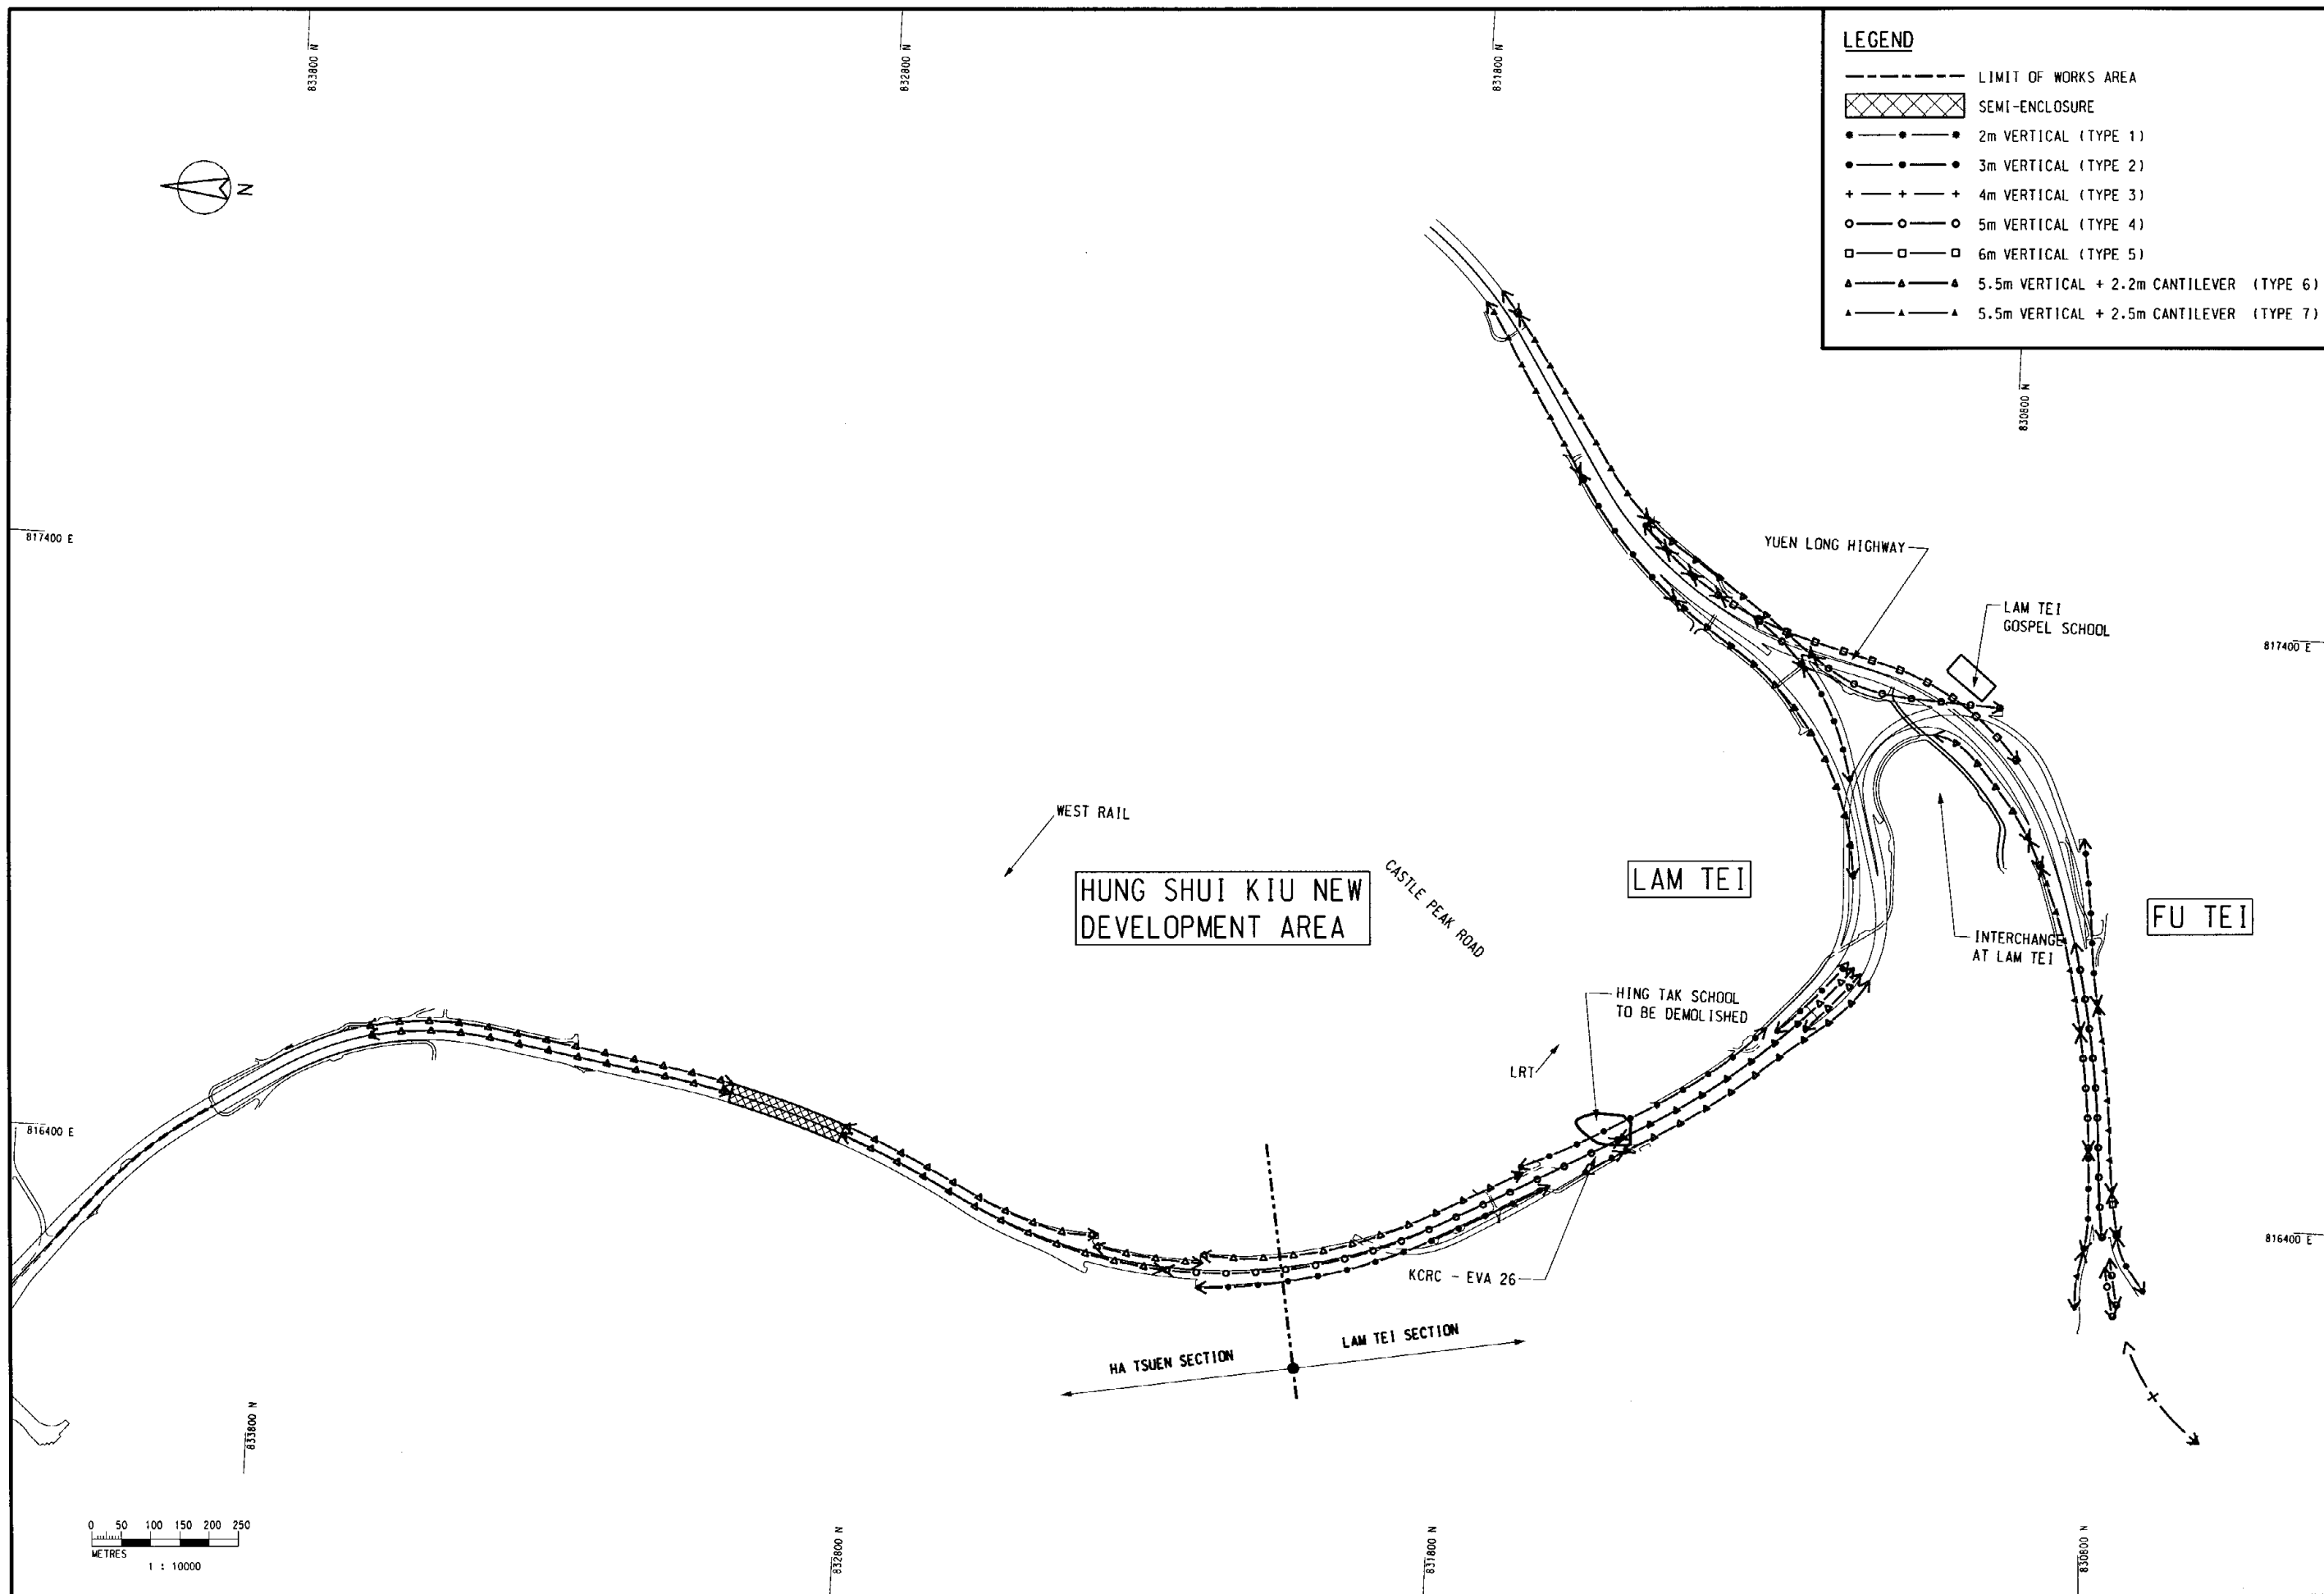 833800 N
832800 N
831800 N
LEGEND
LIMIT OF WORKS AREA
SEMI-ENCLOSURE
2m VERTICAL (TYPE 1)
3m VERTICAL (TYPE 2)
4m VERTICAL (TYPE 3)
5m VERTICAL (TYPE 4)
6m VERTICAL (TYPE 5)
5.5m VERTICAL + 2.2m CANTILEVER (TYPE 6)
5.5m VERTICAL + 2.5m CANTILEVER (TYPE 7)
N
830800 N
817400 E
YUEN LONG HIGHWAY
LAM TEI
GOSPEL SCHOOL
817400 E
WEST RAIL
HUNG SHUI KIU NEW
DEVELOPMENT AREA
CASTLE PEAK ROAD
LAM TEI
FU TEI
INTERCHANGE
AT LAM TEI
HING TAK SCHOOL
TO BE DEMOLISHED
LRT
816400 E
816400 E
KCRC - EVA 26
HA TSUEN SECTION
LAM TEI SECTION
833800 N
832800 N
831800 N
830800 N
0 50 100 150 200 250
METRES
1 : 10000